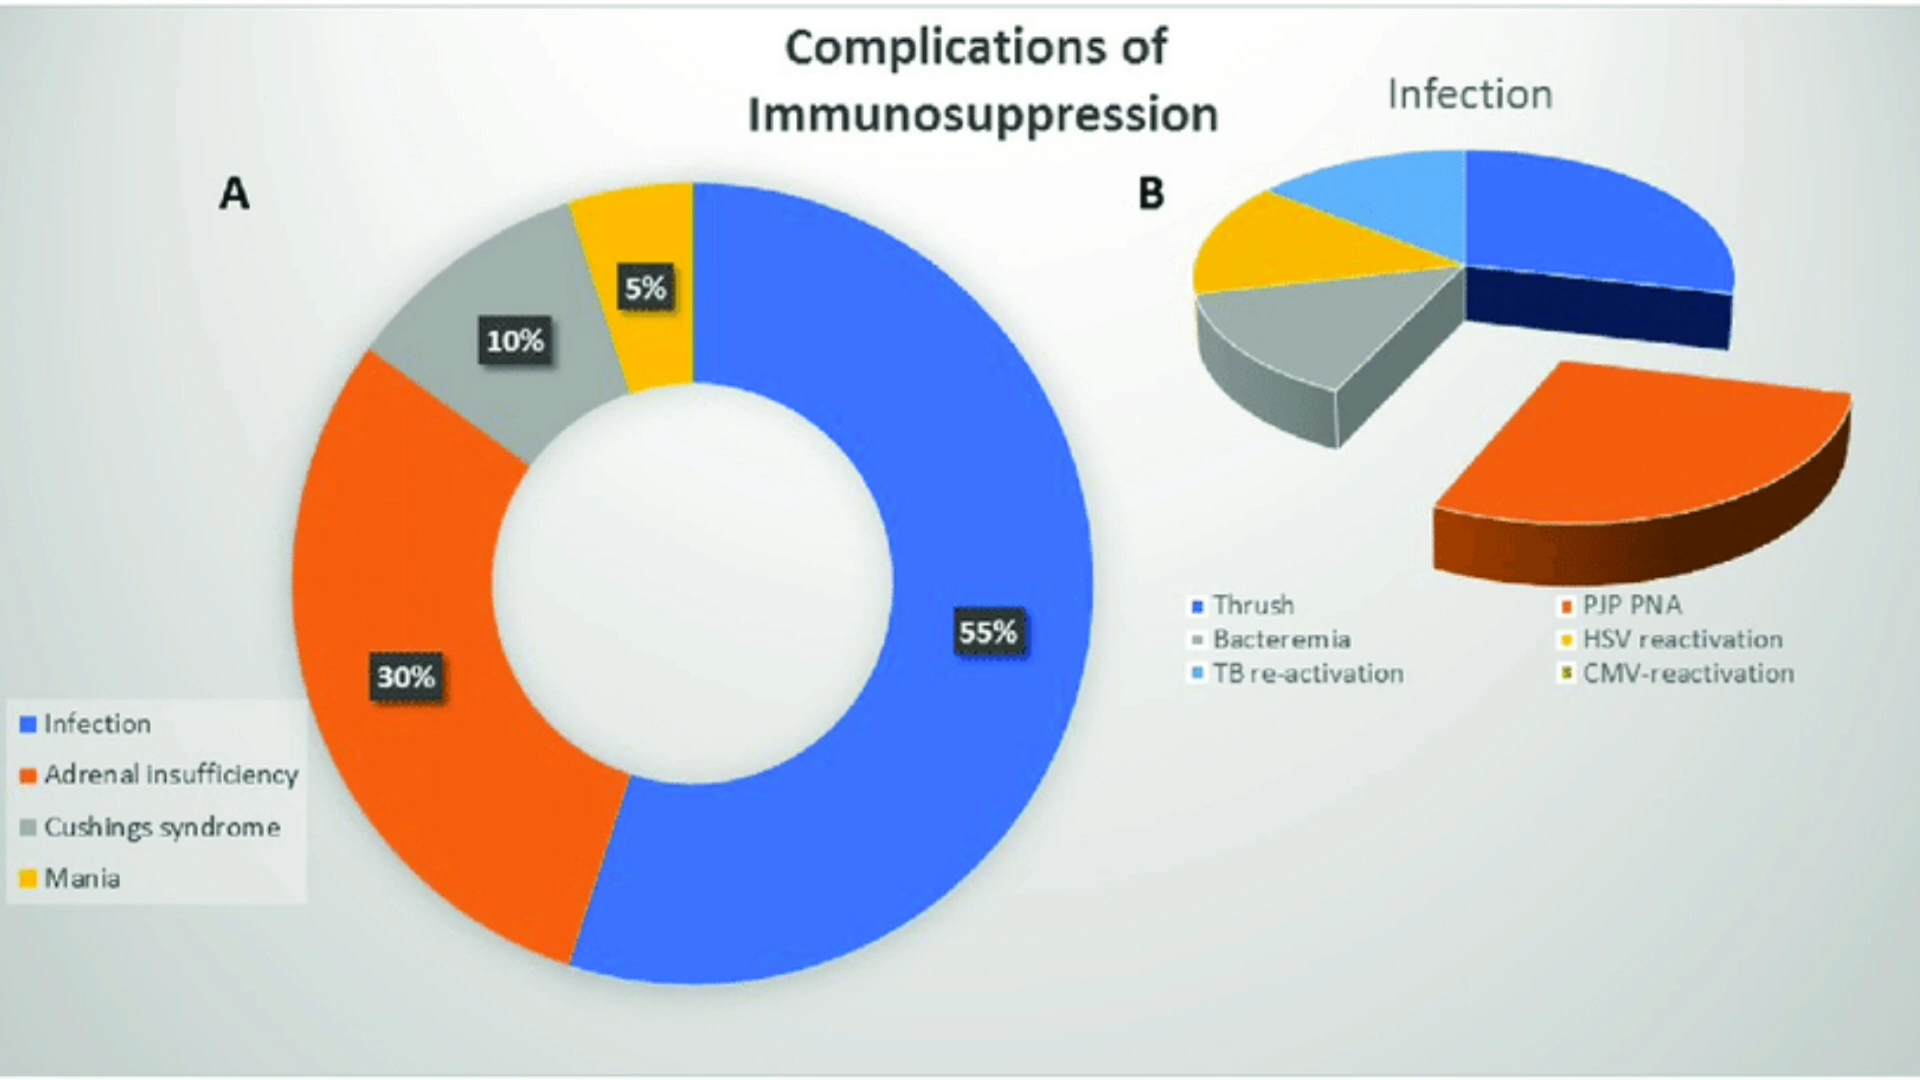 Complications of
Immunosuppression
A
5%
10%
55%
30%
Infection
Adrenal insufficiency
Cushings syndrome
Mania
Infection
B
Thrush
PJP PNA
Bacteremia
HSV reactivation
TB re-activation
CMV-reactivation